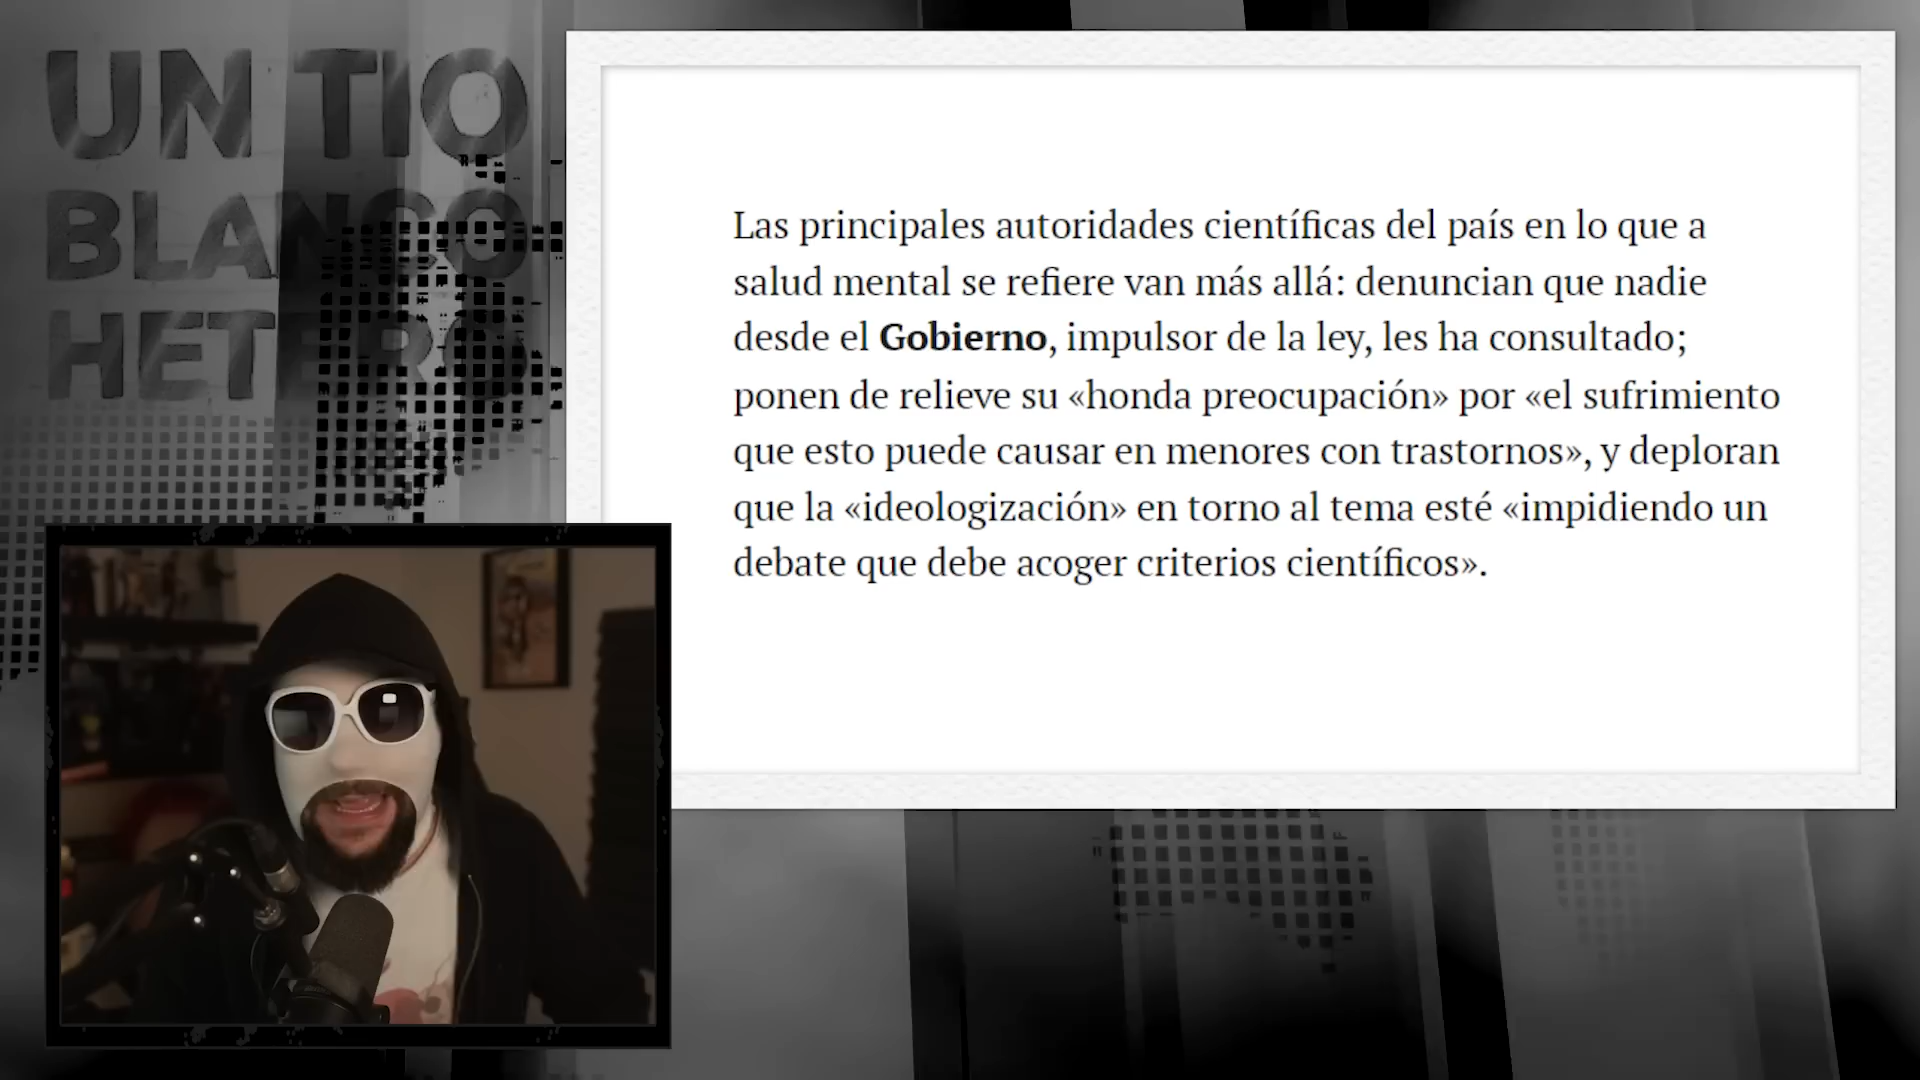 UN TIO
BLANCO
HETERO
Las principales autoridades científicas del país en lo que a
salud mental se refiere van más allá: denuncian que nadie
desde el Gobierno, impulsor de la ley, les ha consultado;
ponen de relieve su «honda preocupación» por «el sufrimiento
que esto puede causar en menores con trastornos», y deploran
que la «ideologización» en torno al tema esté «impidiendo un
debate que debe acoger criterios científicos».